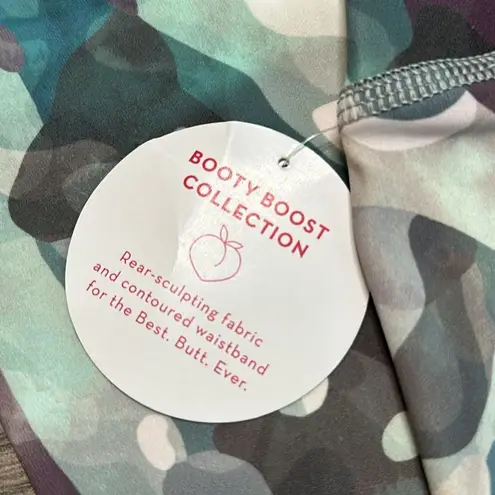 BOOTY BOOST
COLLECTION
Rear-sculpting fabric
and contoured waistband
for the Best. Butt. Ever.